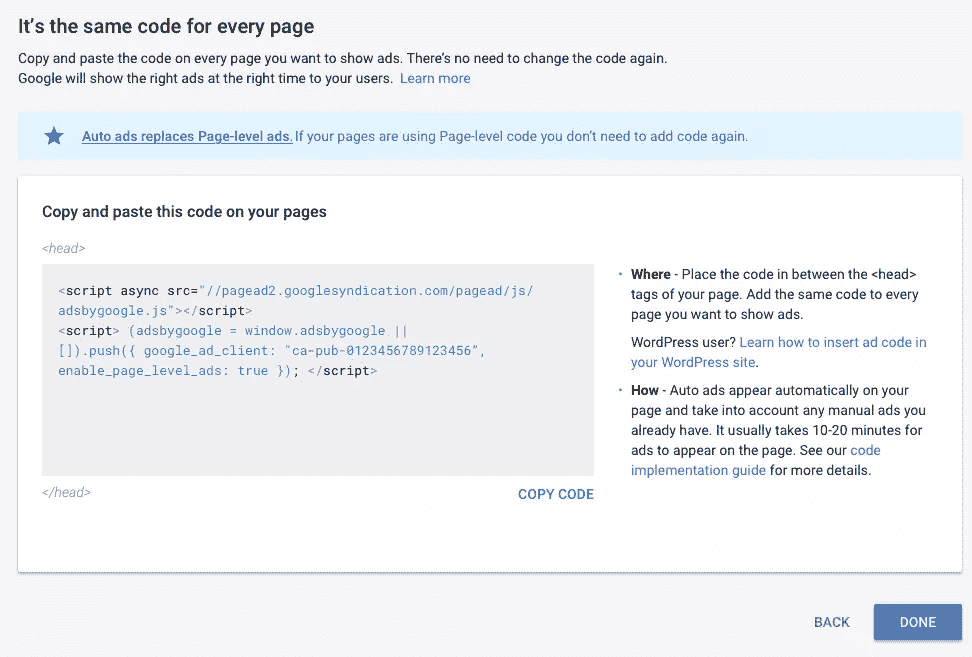 It's the same code for every page
Copy and paste the code on every page you want to show ads. There's no need to change the code again.
Google will show the right ads at the right time to your users. Learn more
Auto ads replaces Page-level ads. If your pages are using Page-level code you don't need to add code again.
Copy and paste this code on your pages
<head>
<script async src="//pagead2.googlesyndication.com/pagead/js/
adsbygoogle.js"></script>
<script> (adsbygoogle = window.adsbygoogle ||
[]).push({ google_ad_client: "ca-pub-0123456789123456",
enable_page_level_ads: true }); </script>
</head>
COPY CODE
• Where - Place the code in between the <head>
tags of your page. Add the same code to every
page you want to show ads.
WordPress user? Learn how to insert ad code in
your WordPress site.
• How - Auto ads appear automatically on your
page and take into account any manual ads you
already have. It usually takes 10-20 minutes for
ads to appear on the page. See our code
implementation guide for more details.
BACK
DONE